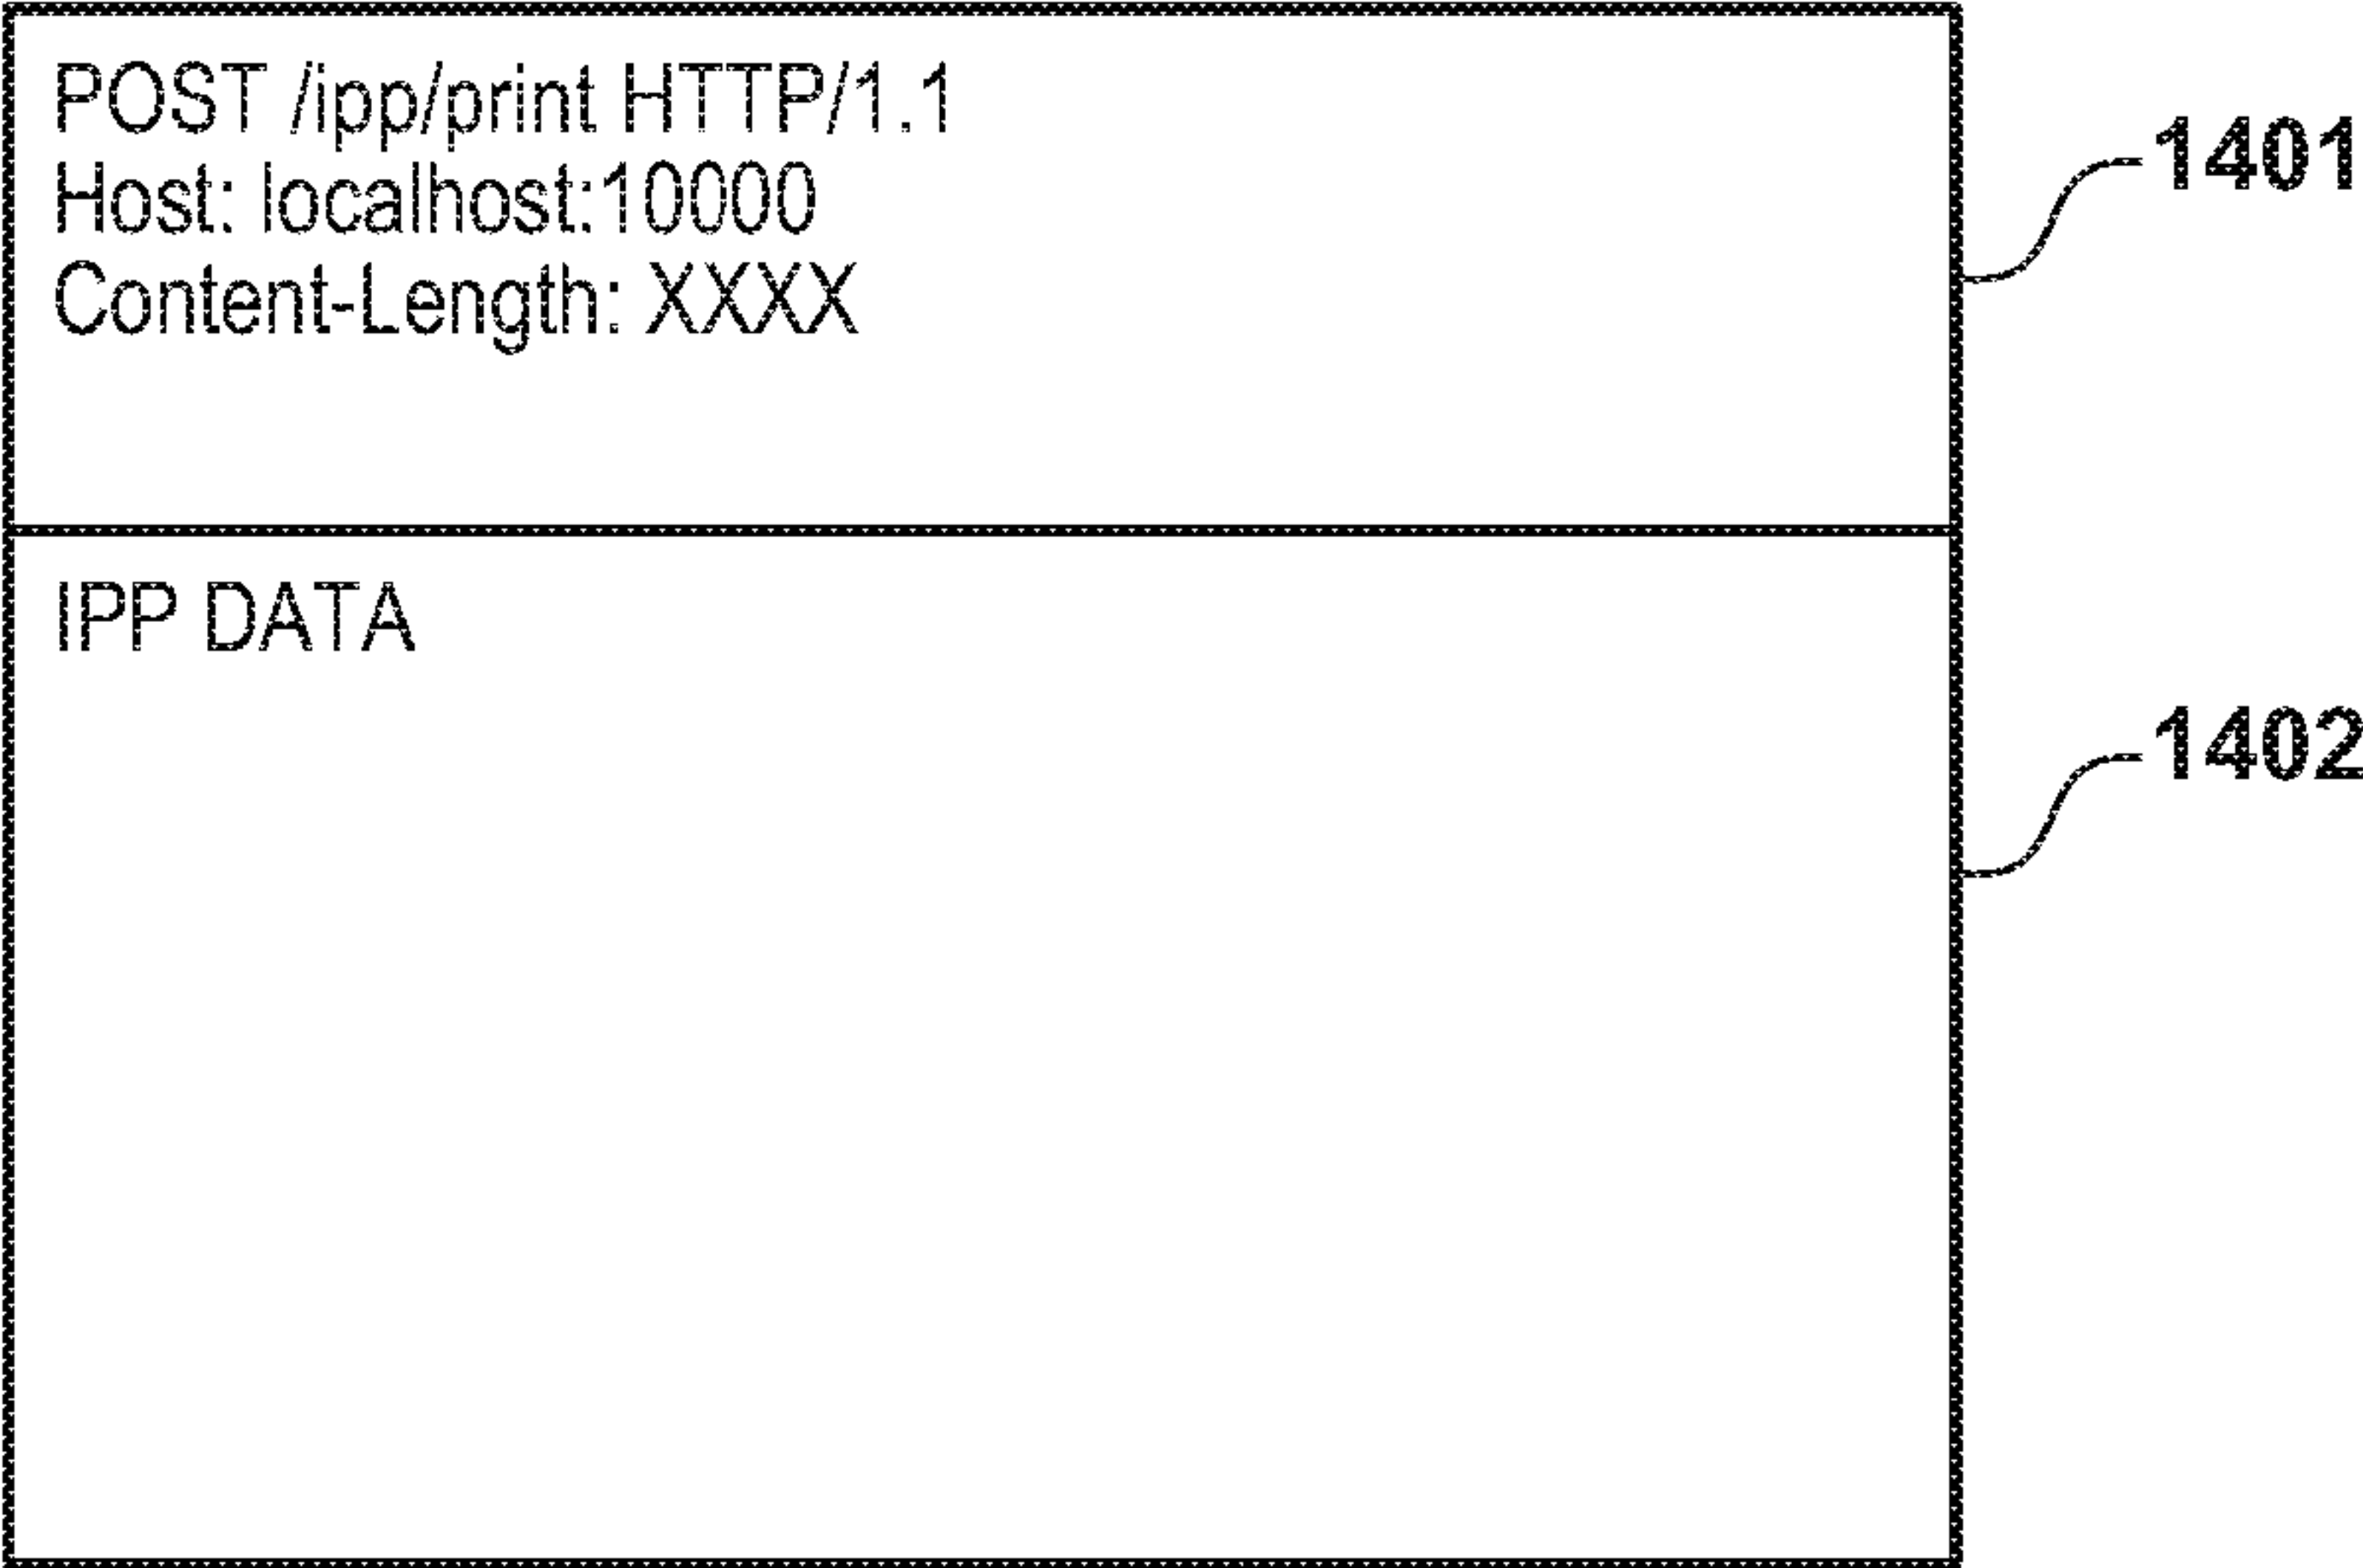 POST /ipp/print HTTP/1.1
Host: localhost:10000
Content-Length: XXXX
1401
IPP DATA
1402